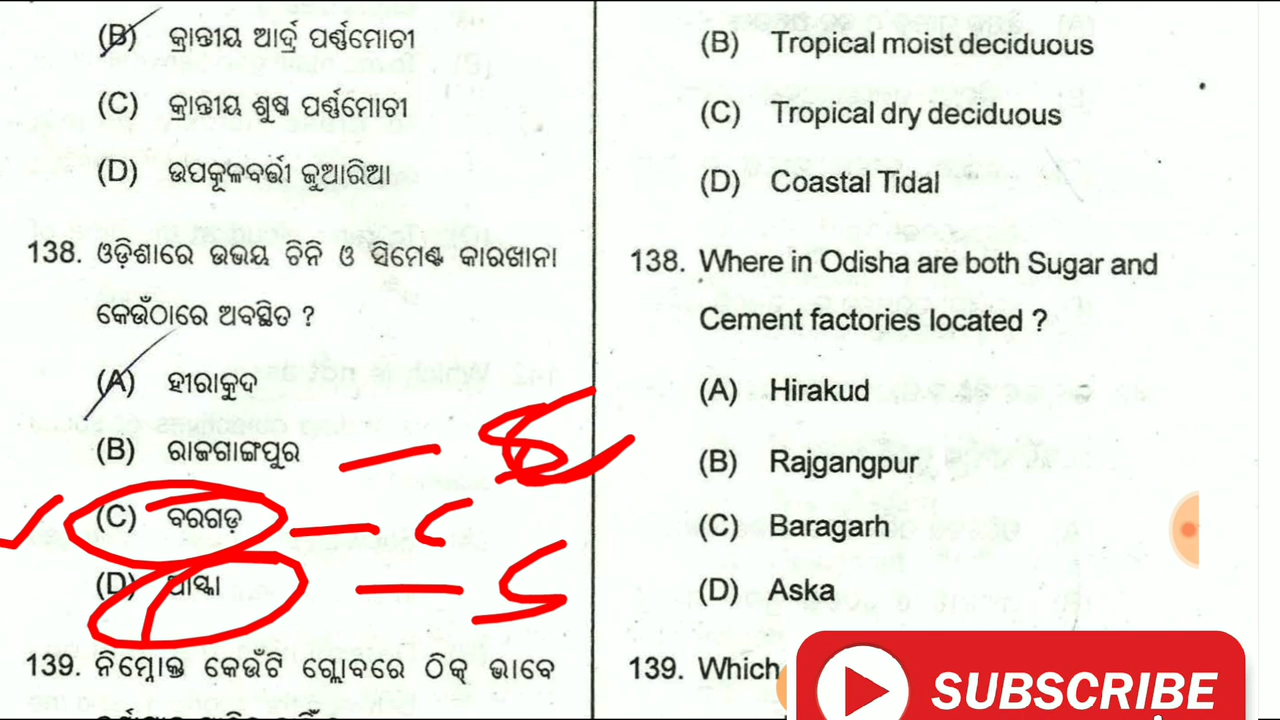 (B) କ୍ରାନ୍ତୀୟ ଆର୍ଦ୍ର ପର୍ଣ୍ଣମୋଚୀ
(C) କ୍ରାନ୍ତୀୟ ଶୁଷ୍କ ପର୍ଣ୍ଣମୋଚୀ
(D) ଉପକୂଳବର୍ତ୍ତୀ ଜୁଆରିଆ
138. ଓଡ଼ିଶାରେ ଉଭୟ ଚିନି ଓ ସିମେଣ୍ଟ କାରଖାନା
କେଉଁଠାରେ ଅବସ୍ଥିତ ?
(A) ହୀରାକୁଦ
(B) ରାଜଗାଙ୍ଗପୁର
(C) ବରଗଡ଼ — C
(D) ଆସ୍କା — S
139. ନିମ୍ନୋକ୍ତ କେଉଁଟି ଗ୍ଲୋବରେ ଠିକ୍ ଭାବେ
(B) Tropical moist deciduous
(C) Tropical dry deciduous
(D) Coastal Tidal
138. Where in Odisha are both Sugar and
Cement factories located ?
(A) Hirakud
(B) Rajgangpur
(C) Baragarh
(D) Aska
139. Which
SUBSCRIBE